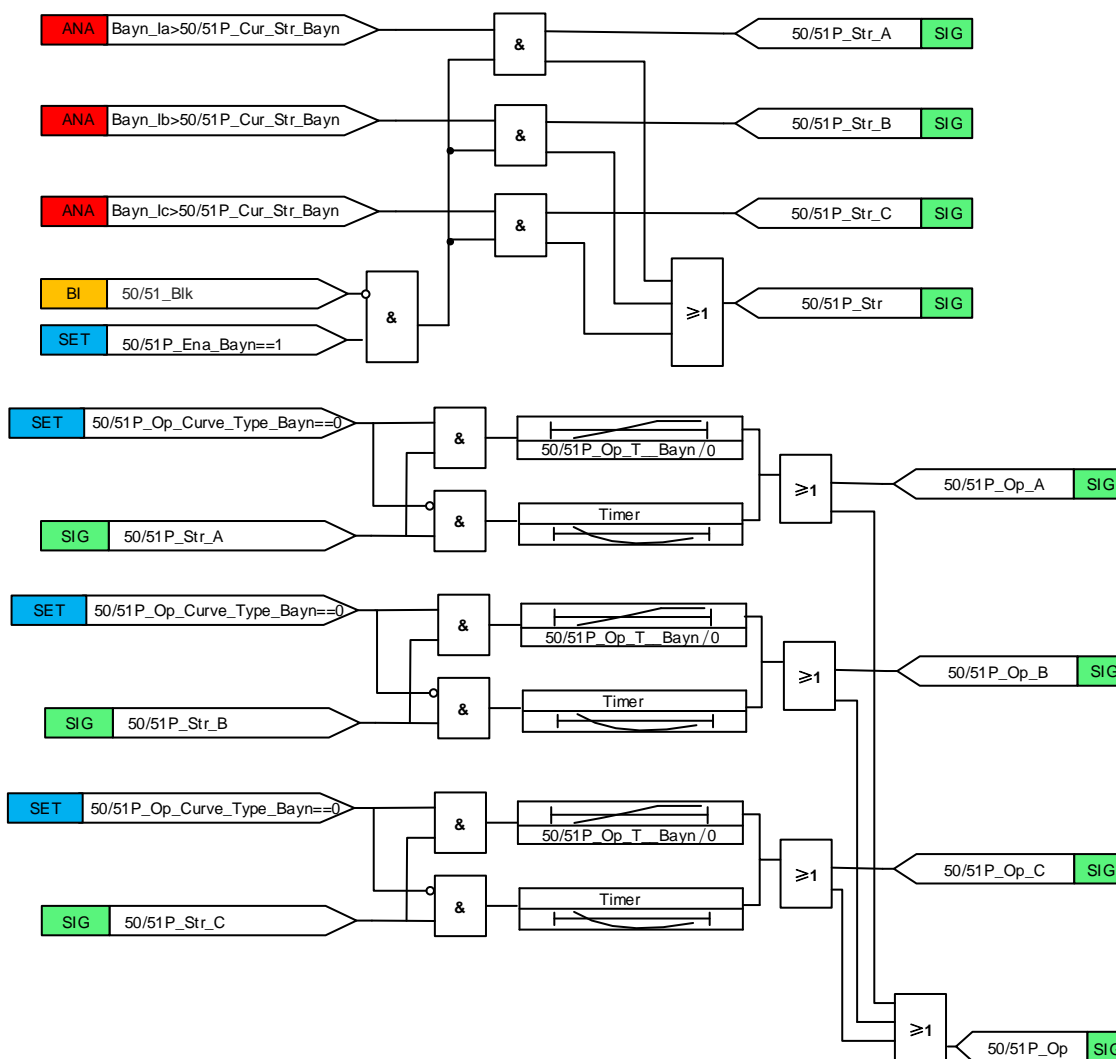 ANA Bayn_Ia>50/51P_Cur_Str_Bayn & 50/51P_Str_A SIG
ANA Bayn_Ib>50/51P_Cur_Str_Bayn & 50/51P_Str_B SIG
ANA Bayn_Ic>50/51P_Cur_Str_Bayn & 50/51P_Str_C SIG
BI 50/51_Blk & ⩾1 50/51P_Str SIG
SET 50/51P_Ena_Bayn==1
SET 50/51P_Op_Curve_Type_Bayn==0 &
50/51P_Op_T__Bayn/0
⩾1 50/51P_Op_A SIG
Timer
SIG 50/51P_Str_A &
SET 50/51P_Op_Curve_Type_Bayn==0 &
50/51P_Op_T__Bayn/0
⩾1 50/51P_Op_B SIG
Timer
SIG 50/51P_Str_B &
SET 50/51P_Op_Curve_Type_Bayn==0 &
50/51P_Op_T__Bayn/0
⩾1 50/51P_Op_C SIG
Timer
SIG 50/51P_Str_C &
⩾1 50/51P_Op SIG